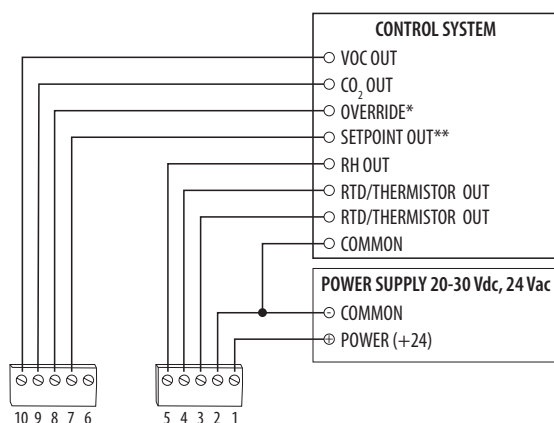 CONTROL SYSTEM
VOC OUT
CO2 OUT
OVERRIDE*
SETPOINT OUT**
RH OUT
RTD/THERMISTOR OUT
RTD/THERMISTOR OUT
COMMON
POWER SUPPLY 20-30 Vdc, 24 Vac
COMMON
POWER (+24)
10 9 8 7 6
5 4 3 2 1